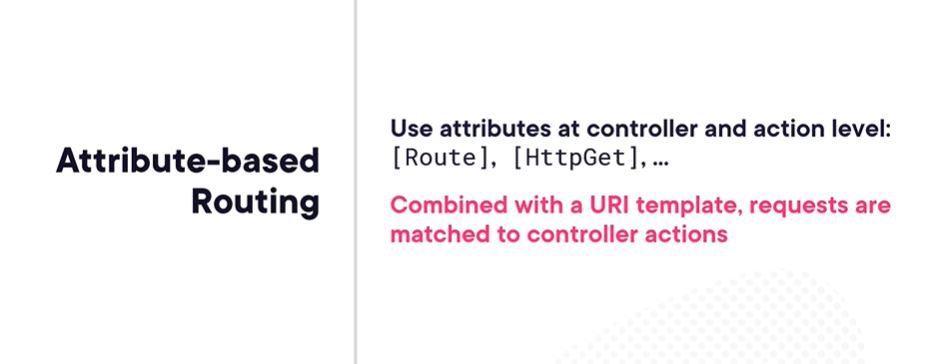 Attribute-based
Routing
Use attributes at controller and action level:
[Route], [HttpGet], ...
Combined with a URI template, requests are
matched to controller actions